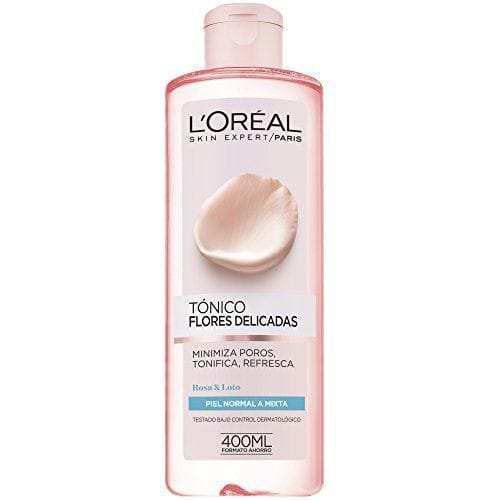 L'ORÉAL
SKIN EXPERT/PARIS
TÓNICO
FLORES DELICADAS
MINIMIZA POROS,
TONIFICA, REFRESCA
Rosa & Loto
PIEL NORMAL A MIXTA
TESTADO BAJO CONTROL DERMATOLÓGICO
400ML
FORMATO AHORRO